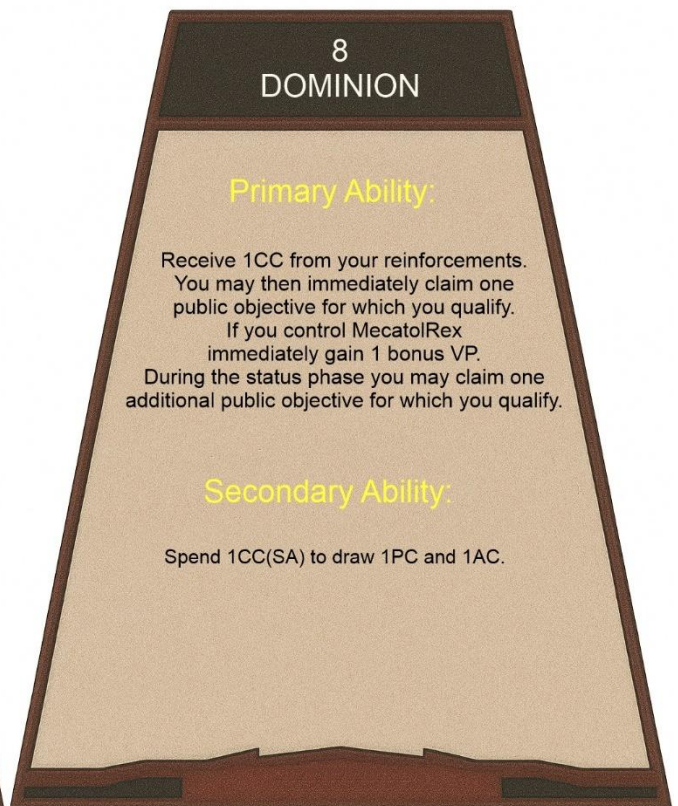 8
DOMINION
Primary Ability:
Receive 1CC from your reinforcements.
You may then immediately claim one
public objective for which you qualify.
If you control MecatolRex
immediately gain 1 bonus VP.
During the status phase you may claim one
additional public objective for which you qualify.
Secondary Ability:
Spend 1CC(SA) to draw 1PC and 1AC.